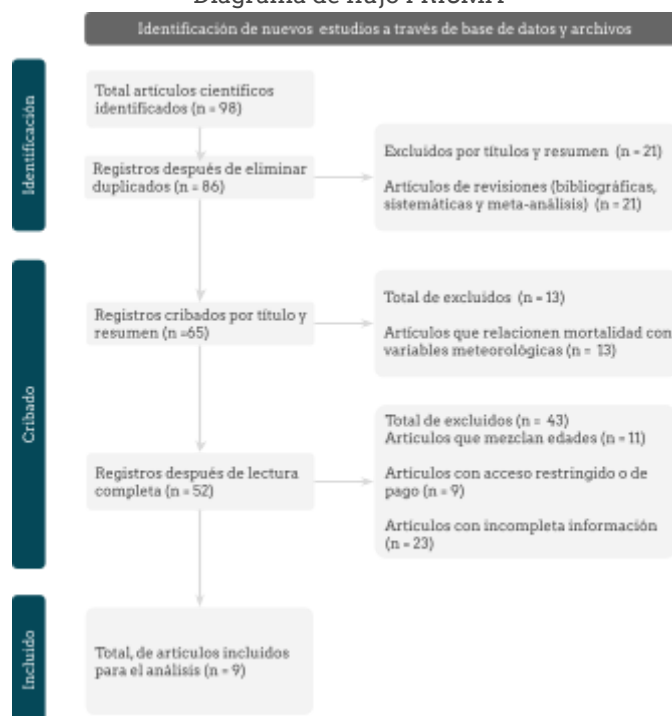 Diagrama de flujo PRISMA
Identificación de nuevos estudios a través de base de datos y archivos
Identificación
Total artículos científicos
identificados (n = 98)
Registros después de eliminar
duplicados (n = 86)
Excluidos por títulos y resumen (n = 21)
Artículos de revisiones (bibliográficas,
sistemáticas y meta-análisis) (n = 21)
Cribado
Registros cribados por título y
resumen (n =65)
Total de excluidos (n = 13)
Artículos que relacionen mortalidad con
variables meteorológicas (n = 13)
Registros después de lectura
completa (n = 52)
Total de excluidos (n = 43)
Artículos que mezclan edades (n = 11)
Artículos con acceso restringido o de
pago (n = 9)
Artículos con incompleta información
(n = 23)
Incluido
Total, de artículos incluidos
para el análisis (n = 9)